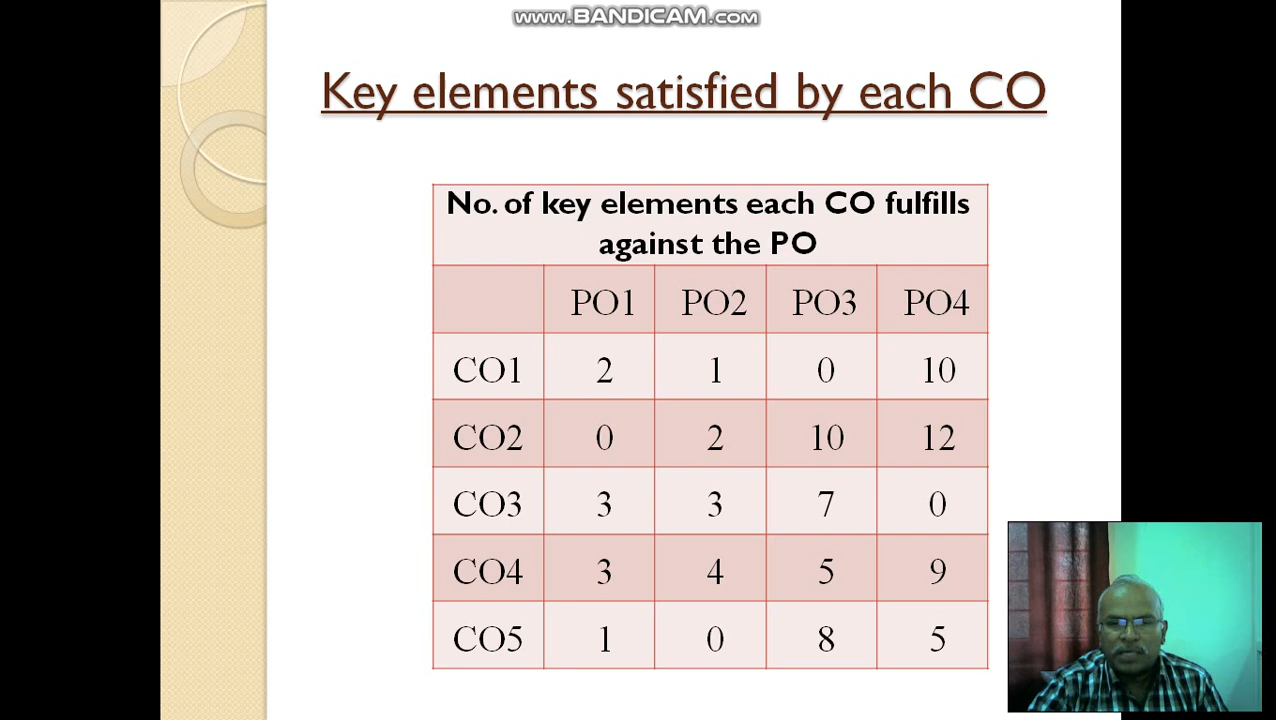 www.BANDICAM.com
Key elements satisfied by each CO
No. of key elements each CO fulfills
against the PO
PO1 PO2 PO3 PO4
CO1 2 1 0 10
CO2 0 2 10 12
CO3 3 3 7 0
CO4 3 4 5 9
CO5 1 0 8 5